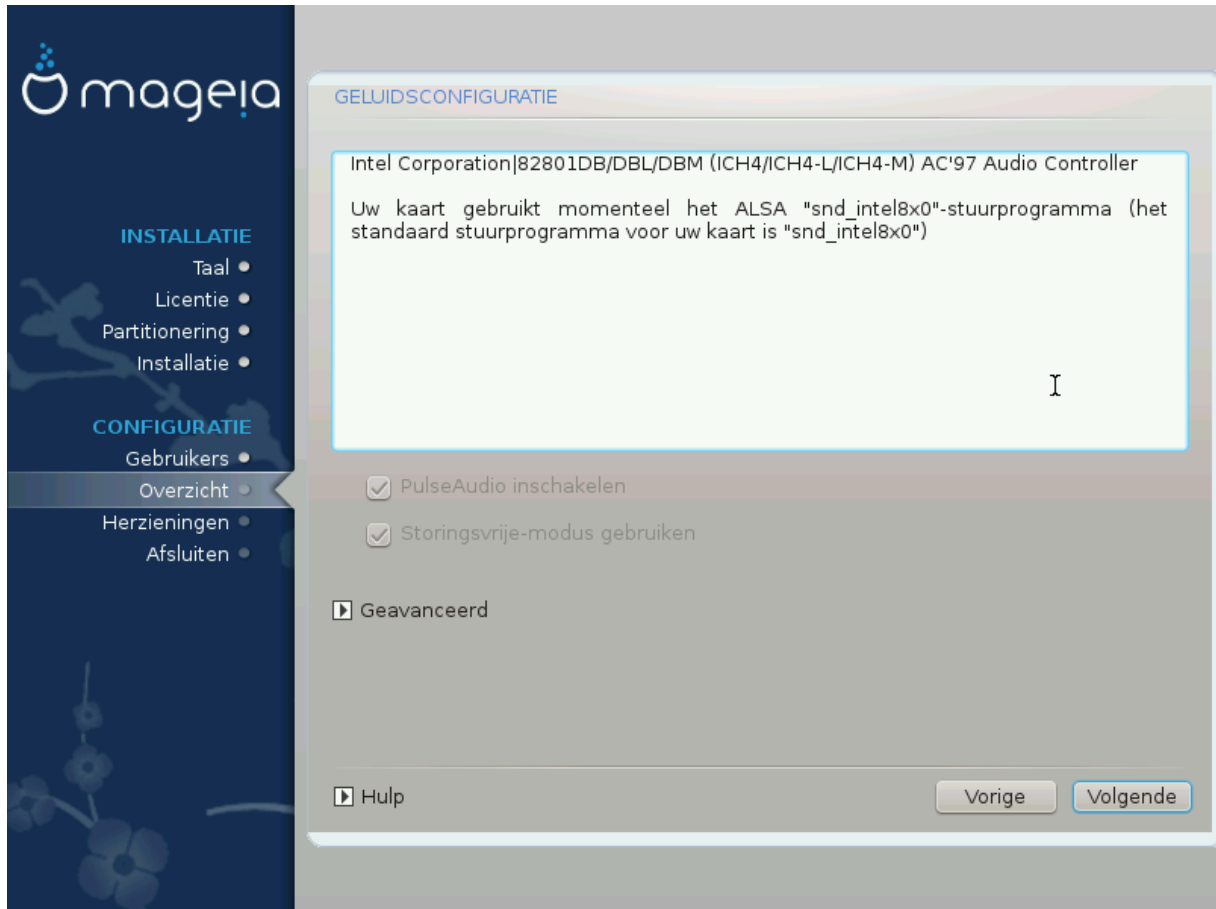 mageia
INSTALLATIE
Taal
Licentie
Partitionering
Installatie
CONFIGURATIE
Gebruikers
Overzicht
Herzieningen
Afsluiten
GELUIDSCONFIGURATIE
Intel Corporation|82801DB/DBL/DBM (ICH4/ICH4-L/ICH4-M) AC'97 Audio Controller
Uw kaart gebruikt momenteel het ALSA "snd_intel8x0"-stuurprogramma (het
standaard stuurprogramma voor uw kaart is "snd_intel8x0")
PulseAudio inschakelen
Storingsvrije-modus gebruiken
Geavanceerd
Hulp
Vorige
Volgende